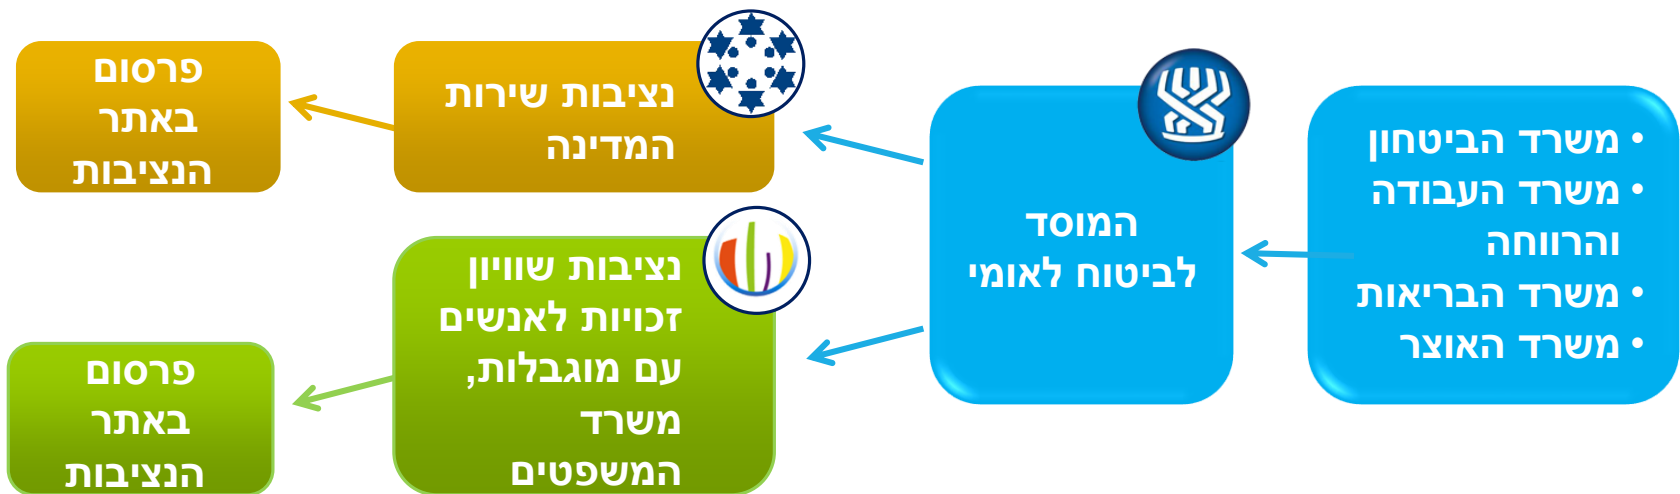 • משרד הביטחון
• משרד העבודה
והרווחה
• משרד הבריאות
• משרד האוצר
המוסד
לביטוח לאומי
נציבות שירות
המדינה
פרסום
באתר
הנציבות
נציבות שוויון
זכויות לאנשים
עם מוגבלות,
משרד
המשפטים
פרסום
באתר
הנציבות